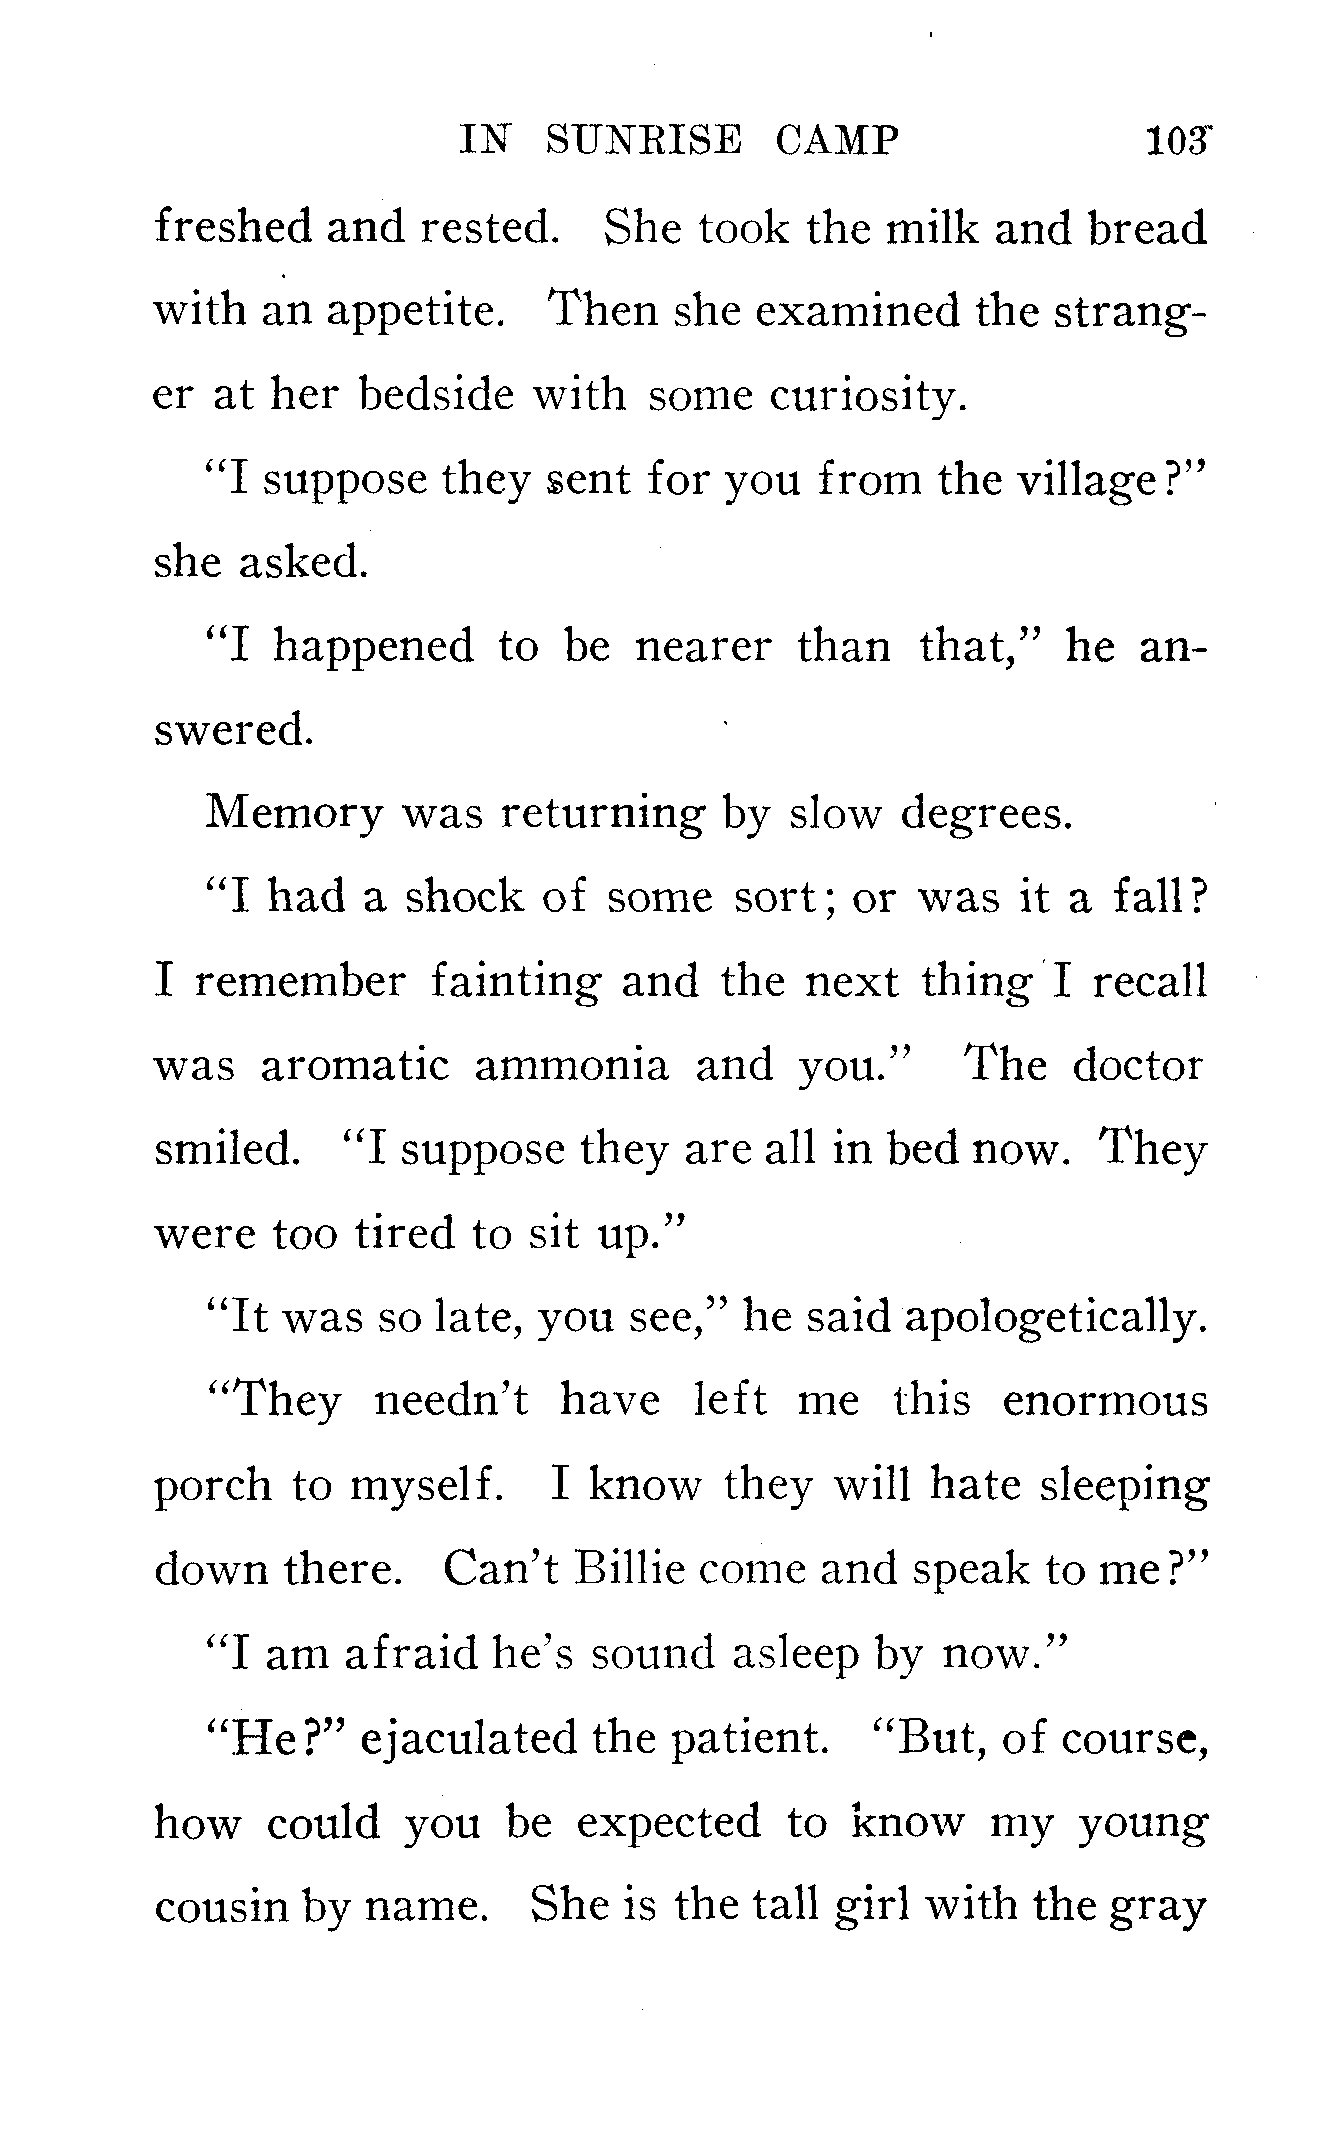 IN SUNRISE CAMP 103
freshed and rested. She took the milk and bread
with an appetite. Then she examined the strang-
er at her bedside with some curiosity.
“I suppose they sent for you from the village?”
she asked.
“I happened to be nearer than that,” he an-
swered.
Memory was returning by slow degrees.
“I had a shock of some sort; or was it a fall?
I remember fainting and the next thing I recall
was aromatic ammonia and you.” The doctor
smiled. “I suppose they are all in bed now. They
were too tired to sit up.”
“It was so late, you see,” he said apologetically.
“They needn’t have left me this enormous
porch to myself. I know they will hate sleeping
down there. Can’t Billie come and speak to me?”
“I am afraid he’s sound asleep by now.”
“He?” ejaculated the patient. “But, of course,
how could you be expected to know my young
cousin by name. She is the tall girl with the gray